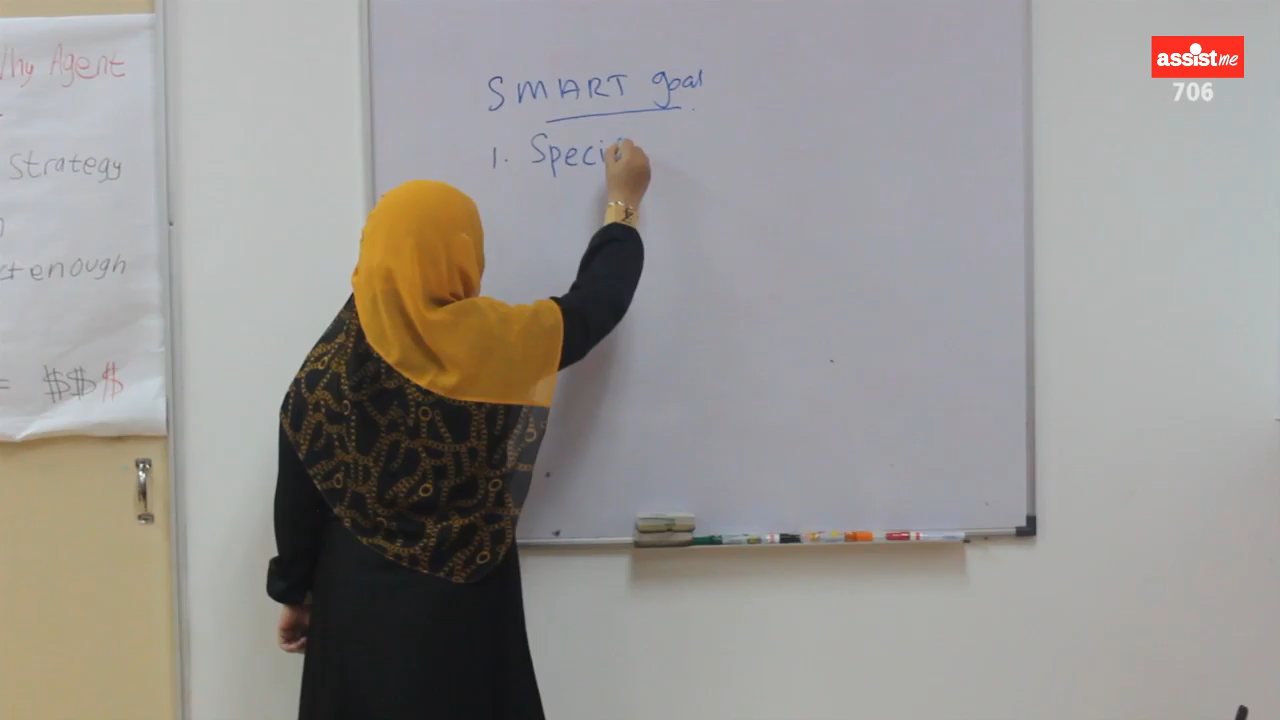 Why Agent
Strategy
enough
= $$$
SMART goal
1. Speci
assistme
706